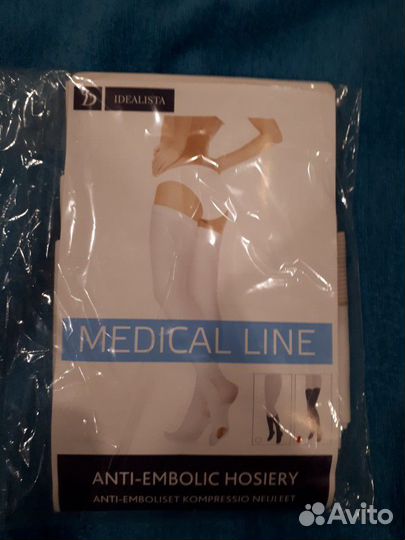 IDEALISTA
MEDICAL LINE
ANTI-EMBOLIC HOSIERY
ANTI-EMBOLISET KOMPRESSIO NEULEET
Avito